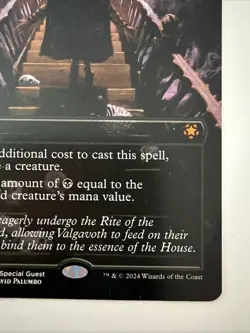 dditional cost to cast this spell,
e a creature.
amount of equal to the
d creature's mana value.
eagerly undergo the Rite of the
d, allowing Valgavoth to feed on their
bind them to the essence of the House.
Special Guest
VID PALUMBO
™ & © 2024 Wizards of the Coast